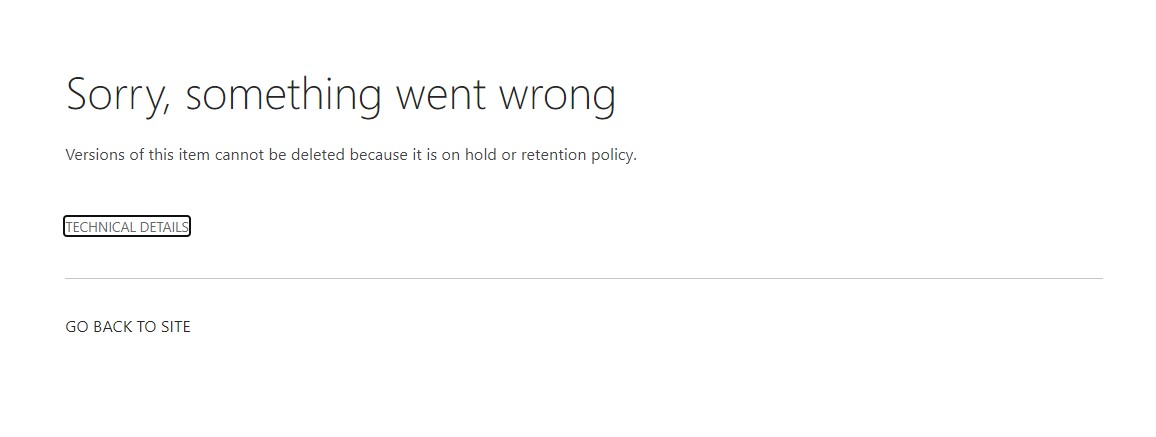 Sorry, something went wrong
Versions of this item cannot be deleted because it is on hold or retention policy.
TECHNICAL DETAILS
GO BACK TO SITE